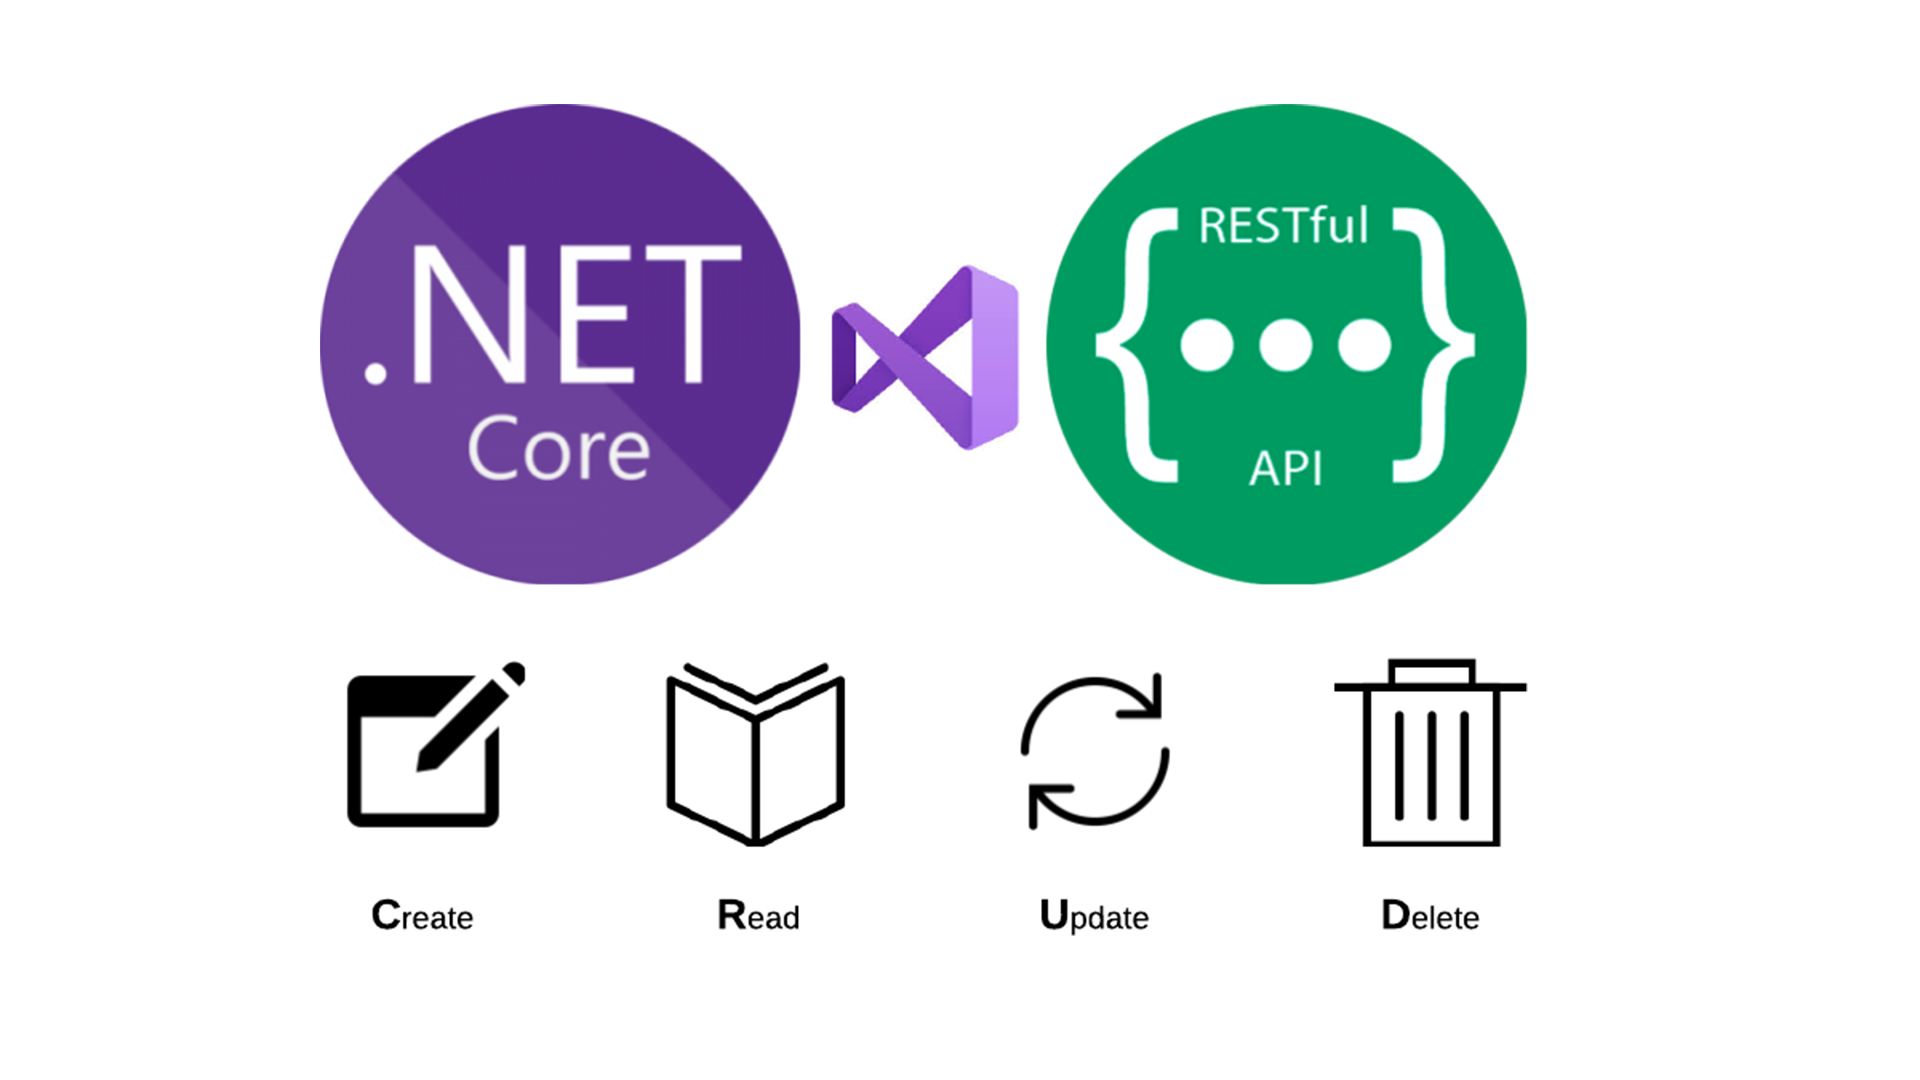 .NET
Core
RESTful
API
Create
Read
Update
Delete